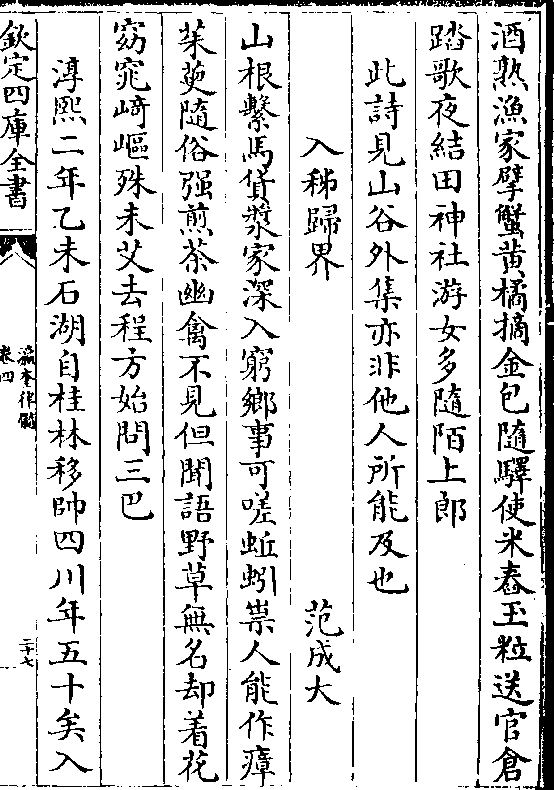 酒熟漁家擘蟹黄橘摘金包隨驛使米舂玉粒送官倉
踏歌夜結田神社游女多隨陌上郎
此詩見山谷外集亦非他人所能及也
入秭歸界　范成大
山根繫馬貸漿家深入窮鄉事可嗟蚯蚓祟人能作瘴
茱萸隨俗强煎茶幽禽不見但聞語野草無名却着花
窈窕﨑嶇殊未艾去程方始問三巴
淳熙二年乙未石湖自桂林移帥四川年五十矣入
欽定四庫全書
瀛奎律髓
卷四
二十七